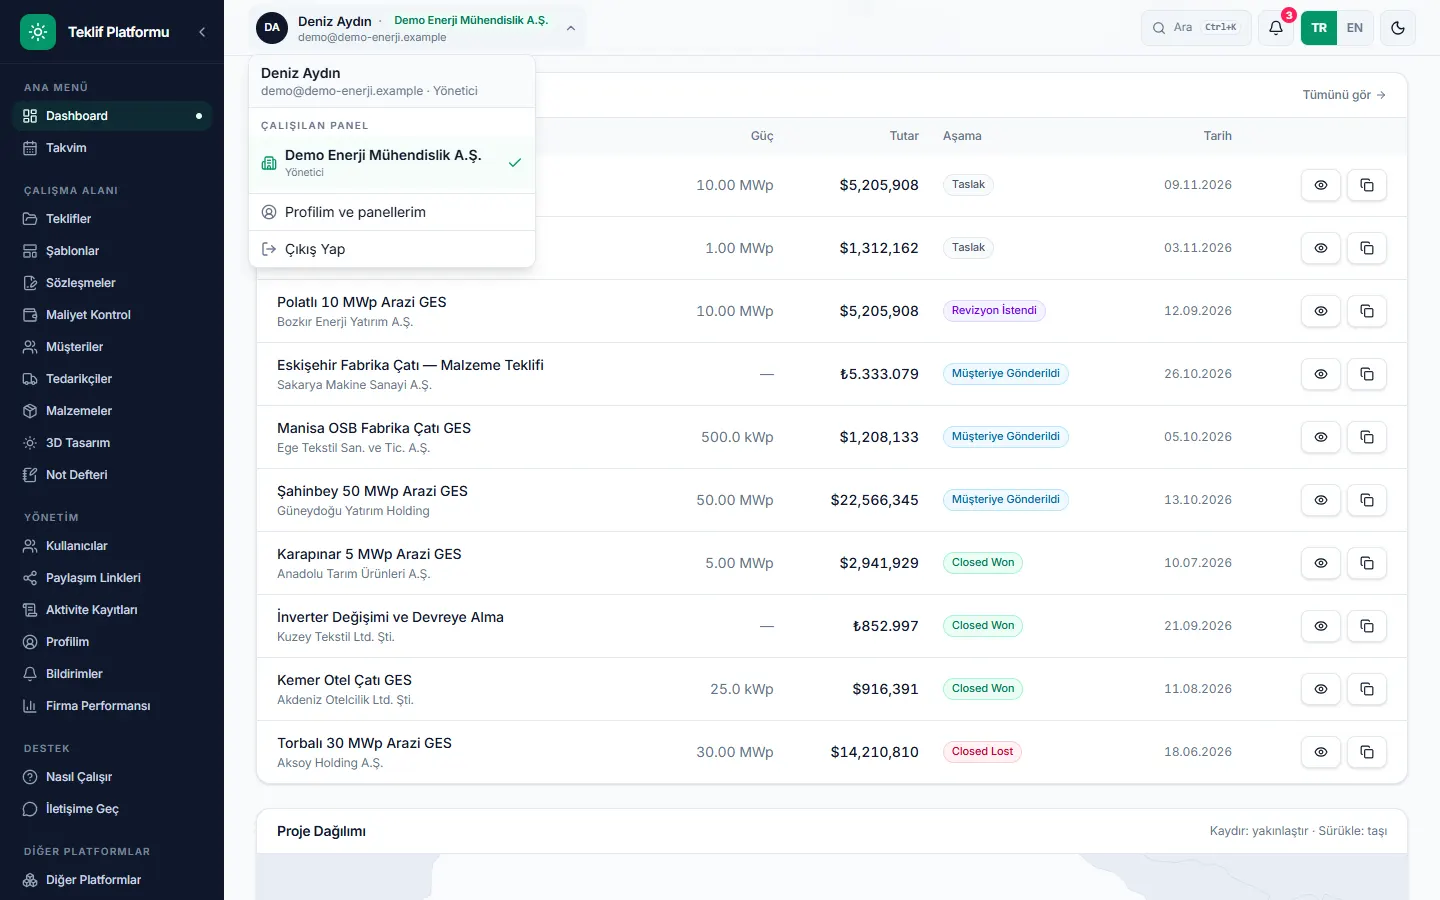 Teklif Platformu
ANA MENÜ
Dashboard
Takvim
ÇALIŞMA ALANI
Teklifler
Şablonlar
Sözleşmeler
Maliyet Kontrol
Müşteriler
Tedarikçiler
Malzemeler
3D Tasarım
Not Defteri
YÖNETİM
Kullanıcılar
Paylaşım Linkleri
Aktivite Kayıtları
Profilim
Bildirimler
Firma Performansı
DESTEK
Nasıl Çalışır
İletişime Geç
DİĞER PLATFORMLAR
Diğer Platformlar
DA
Deniz Aydın · Demo Enerji Mühendislik A.Ş.
demo@demo-enerji.example
Ara Ctrl+K
3
TR EN
Deniz Aydın
demo@demo-enerji.example · Yönetici
ÇALIŞILAN PANEL
Demo Enerji Mühendislik A.Ş.
Yönetici
Profilim ve panellerim
Çıkış Yap
Tümünü gör →
Güç Tutar Aşama Tarih
10.00 MWp $5,205,908 Taslak 09.11.2026
1.00 MWp $1,312,162 Taslak 03.11.2026
Polatlı 10 MWp Arazi GES
Bozkır Enerji Yatırım A.Ş.
10.00 MWp $5,205,908 Revizyon İstendi 12.09.2026
Eskişehir Fabrika Çatı — Malzeme Teklifi
Sakarya Makine Sanayi A.Ş.
— ₺5.333.079 Müşteriye Gönderildi 26.10.2026
Manisa OSB Fabrika Çatı GES
Ege Tekstil San. ve Tic. A.Ş.
500.0 kWp $1,208,133 Müşteriye Gönderildi 05.10.2026
Şahinbey 50 MWp Arazi GES
Güneydoğu Yatırım Holding
50.00 MWp $22,566,345 Müşteriye Gönderildi 13.10.2026
Karapınar 5 MWp Arazi GES
Anadolu Tarım Ürünleri A.Ş.
5.00 MWp $2,941,929 Closed Won 10.07.2026
İnverter Değişimi ve Devreye Alma
Kuzey Tekstil Ltd. Şti.
— ₺852.997 Closed Won 21.09.2026
Kemer Otel Çatı GES
Akdeniz Otelcilik Ltd. Şti.
25.0 kWp $916,391 Closed Won 11.08.2026
Torbalı 30 MWp Arazi GES
Aksoy Holding A.Ş.
30.00 MWp $14,210,810 Closed Lost 18.06.2026
Proje Dağılımı
Kaydır: yakınlaştır · Sürükle: taşı